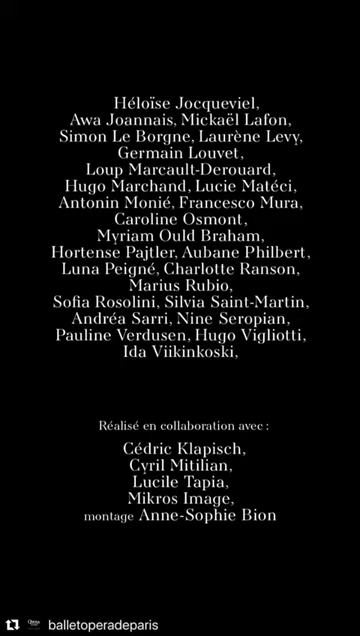 Héloïse Jocqueviel,
Awa Joannais, Mickaël Lafon,
Simon Le Borgne, Laurène Levy,
Germain Louvet,
Loup Marcault-Derouard,
Hugo Marchand, Lucie Matéci,
Antonin Monié, Francesco Mura,
Caroline Osmont,
Myriam Ould Braham,
Hortense Pajtler, Aubane Philbert,
Luna Peigné, Charlotte Ranson,
Marius Rubio,
Sofia Rosolini, Silvia Saint-Martin,
Andréa Sarri, Nine Seropian,
Pauline Verdusen, Hugo Vigliotti,
Ida Viikinkoski,
Réalisé en collaboration avec :
Cédric Klapisch,
Cyril Mitilian,
Lucile Tapia,
Mikros Image,
montage Anne-Sophie Bion
balletoperadeparis